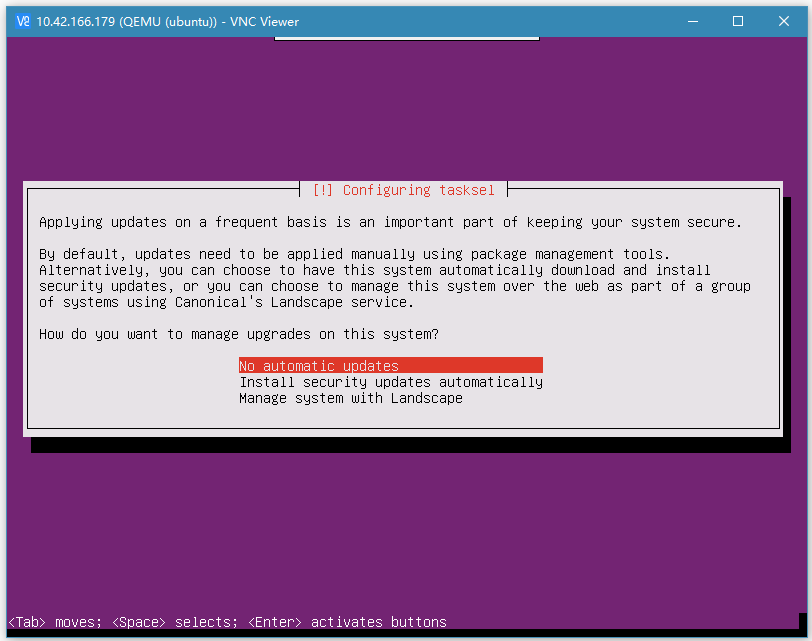 10.42.166.179 (QEMU (ubuntu)) - VNC Viewer
[!] Configuring tasksel
Applying updates on a frequent basis is an important part of keeping your system secure.
By default, updates need to be applied manually using package management tools.
Alternatively, you can choose to have this system automatically download and install
security updates, or you can choose to manage this system over the web as part of a group
of systems using Canonical's Landscape service.
How do you want to manage upgrades on this system?
No automatic updates
Install security updates automatically
Manage system with Landscape
<Tab> moves; <Space> selects; <Enter> activates buttons